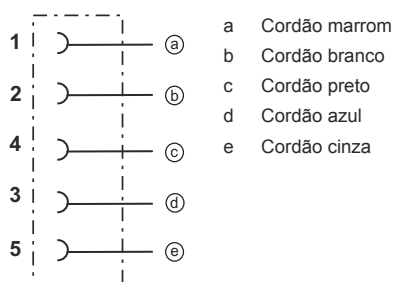 1 a
2 b
4 c
3 d
5 e
a Cordão marrom
b Cordão branco
c Cordão preto
d Cordão azul
e Cordão cinza